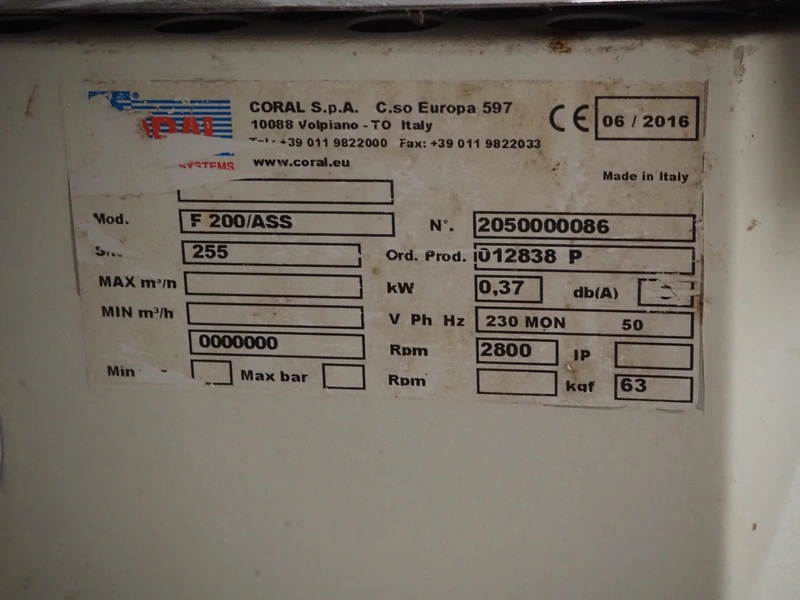 CORAL S.p.A. C.so Europa 597
10088 Volpiano - TO Italy
+39 011 9822000 Fax: +39 011 9822033
www.coral.eu
SYSTEMS
CE 06 / 2016
Made in Italy
Mod. F 200/ASS N°. 2050000086
255 Ord. Prod. 012838 P
MAX m³/h kW 0,37 db(A)
MIN m³/h V Ph Hz 230 MON 50
0000000 Rpm 2800 IP
Min Max bar Rpm kgf 63